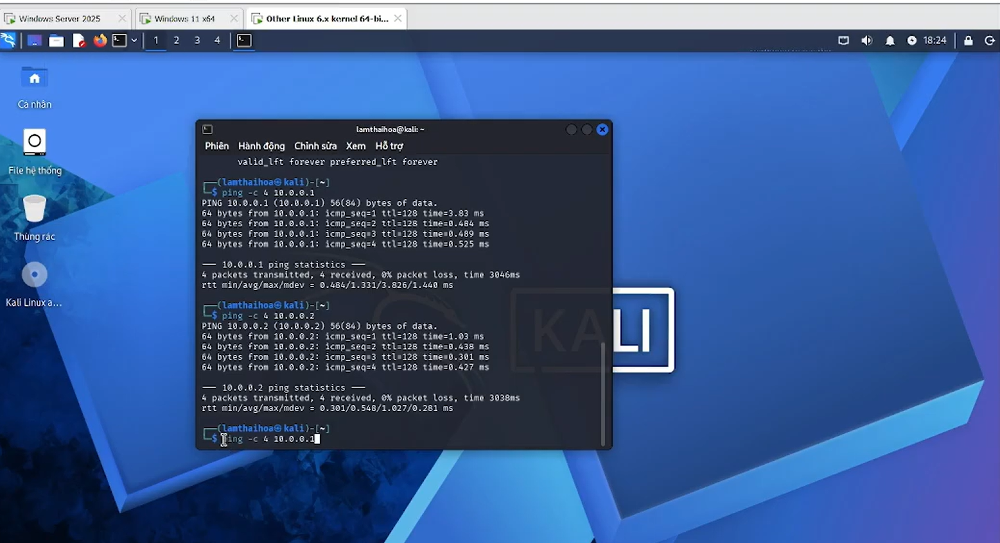 Windows Server 2025
Windows 11 x64
Other Linux 6.x kernel 64-bi...
1 2 3 4
18:24
Cá nhân
File hệ thống
Thùng rác
Kali Linux a...
lamthaihoa@kali: ~
Phiên Hành động Chỉnh sửa Xem Hỗ trợ
valid_lft forever preferred_lft forever
┌──(lamthaihoa㉿kali)-[~]
└─$ ping -c 4 10.0.0.1
PING 10.0.0.1 (10.0.0.1) 56(84) bytes of data.
64 bytes from 10.0.0.1: icmp_seq=1 ttl=128 time=3.83 ms
64 bytes from 10.0.0.1: icmp_seq=2 ttl=128 time=0.484 ms
64 bytes from 10.0.0.1: icmp_seq=3 ttl=128 time=0.489 ms
64 bytes from 10.0.0.1: icmp_seq=4 ttl=128 time=0.525 ms
── 10.0.0.1 ping statistics ──
4 packets transmitted, 4 received, 0% packet loss, time 3046ms
rtt min/avg/max/mdev = 0.484/1.331/3.826/1.440 ms
┌──(lamthaihoa㉿kali)-[~]
└─$ ping -c 4 10.0.0.2
PING 10.0.0.2 (10.0.0.2) 56(84) bytes of data.
64 bytes from 10.0.0.2: icmp_seq=1 ttl=128 time=1.03 ms
64 bytes from 10.0.0.2: icmp_seq=2 ttl=128 time=0.438 ms
64 bytes from 10.0.0.2: icmp_seq=3 ttl=128 time=0.301 ms
64 bytes from 10.0.0.2: icmp_seq=4 ttl=128 time=0.427 ms
── 10.0.0.2 ping statistics ──
4 packets transmitted, 4 received, 0% packet loss, time 3038ms
rtt min/avg/max/mdev = 0.301/0.548/1.027/0.281 ms
┌──(lamthaihoa㉿kali)-[~]
└─$ ping -c 4 10.0.0.1
KALI